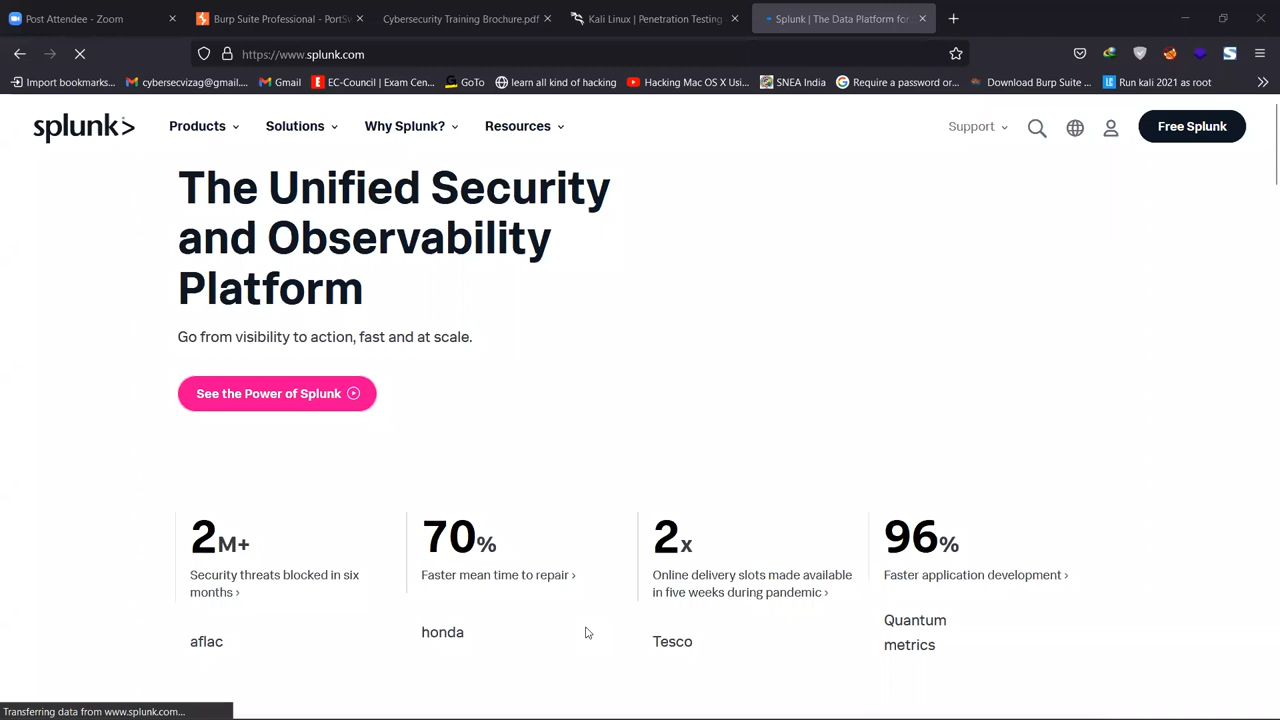 Post Attendee - Zoom
Burp Suite Professional - PortSw
Cybersecurity Training Brochure.pdf
Kali Linux | Penetration Test
Splunk | The Data Platform for
https://www.splunk.com
Import bookmarks...
cybersecvizag@gmail....
Gmail
EC-Council | Exam Cen...
GoTo
learn all kind of hacking
Hacking Mac OS X Usi...
SNEA India
Require a password or...
Download Burp Suite ...
Run kali 2021 as root
splunk>
Products
Solutions
Why Splunk?
Resources
Support
Free Splunk
The Unified Security
and Observability
Platform
Go from visibility to action, fast and at scale.
See the Power of Splunk
2M+
Security threats blocked in six
months ›
aflac
70%
Faster mean time to repair ›
honda
2x
Online delivery slots made available
in five weeks during pandemic ›
Tesco
96%
Faster application development ›
Quantum
metrics
Transferring data from www.splunk.com...